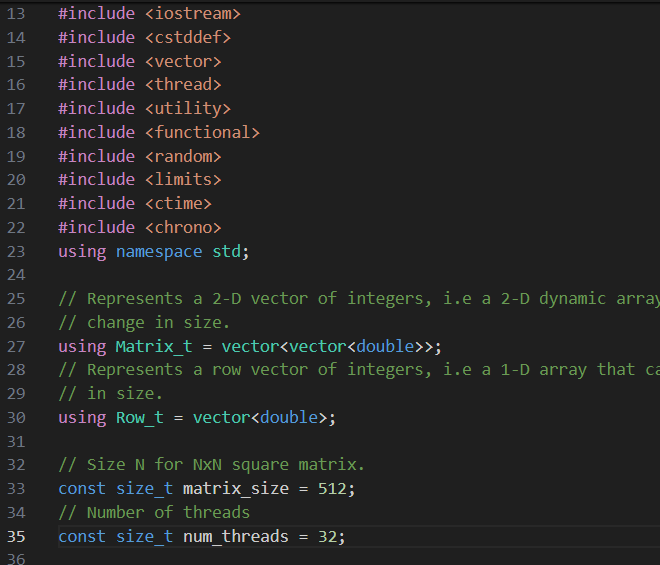 13 #include <iostream>
14 #include <cstddef>
15 #include <vector>
16 #include <thread>
17 #include <utility>
18 #include <functional>
19 #include <random>
20 #include <limits>
21 #include <ctime>
22 #include <chrono>
23 using namespace std;
24
25 // Represents a 2-D vector of integers, i.e a 2-D dynamic array
26 // change in size.
27 using Matrix_t = vector<vector<double>>;
28 // Represents a row vector of integers, i.e a 1-D array that ca
29 // in size.
30 using Row_t = vector<double>;
31
32 // Size N for NxN square matrix.
33 const size_t matrix_size = 512;
34 // Number of threads
35 const size_t num_threads = 32;
36